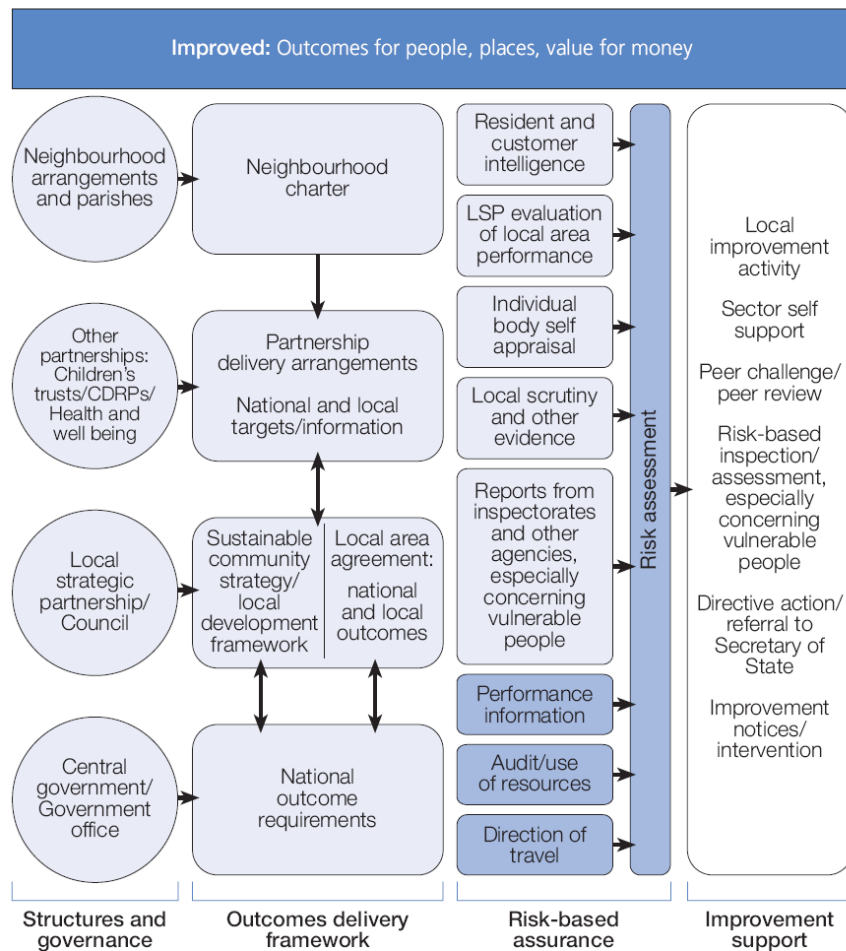 Improved: Outcomes for people, places, value for money
Neighbourhood
arrangements
and parishes
Neighbourhood
charter
Other
partnerships:
Children's
trusts/CDRPs/
Health and
well being
Partnership
delivery arrangements
National and local
targets/information
Local
strategic
partnership/
Council
Sustainable
community
strategy/
local
development
framework
Local area
agreement:
national
and local
outcomes
Central
government/
Government
office
National
outcome
requirements
Resident and
customer
intelligence
LSP evaluation
of local area
performance
Individual
body self
appraisal
Local scrutiny
and other
evidence
Reports from
inspectorates
and other
agencies,
especially
concerning
vulnerable
people
Performance
information
Audit/use
of resources
Direction of
travel
Risk assessment
Local
improvement
activity
Sector self
support
Peer challenge/
peer review
Risk-based
inspection/
assessment,
especially
concerning
vulnerable
people
Directive action/
referral to
Secretary of
State
Improvement
notices/
intervention
Structures and
governance
Outcomes delivery
framework
Risk-based
assurance
Improvement
support